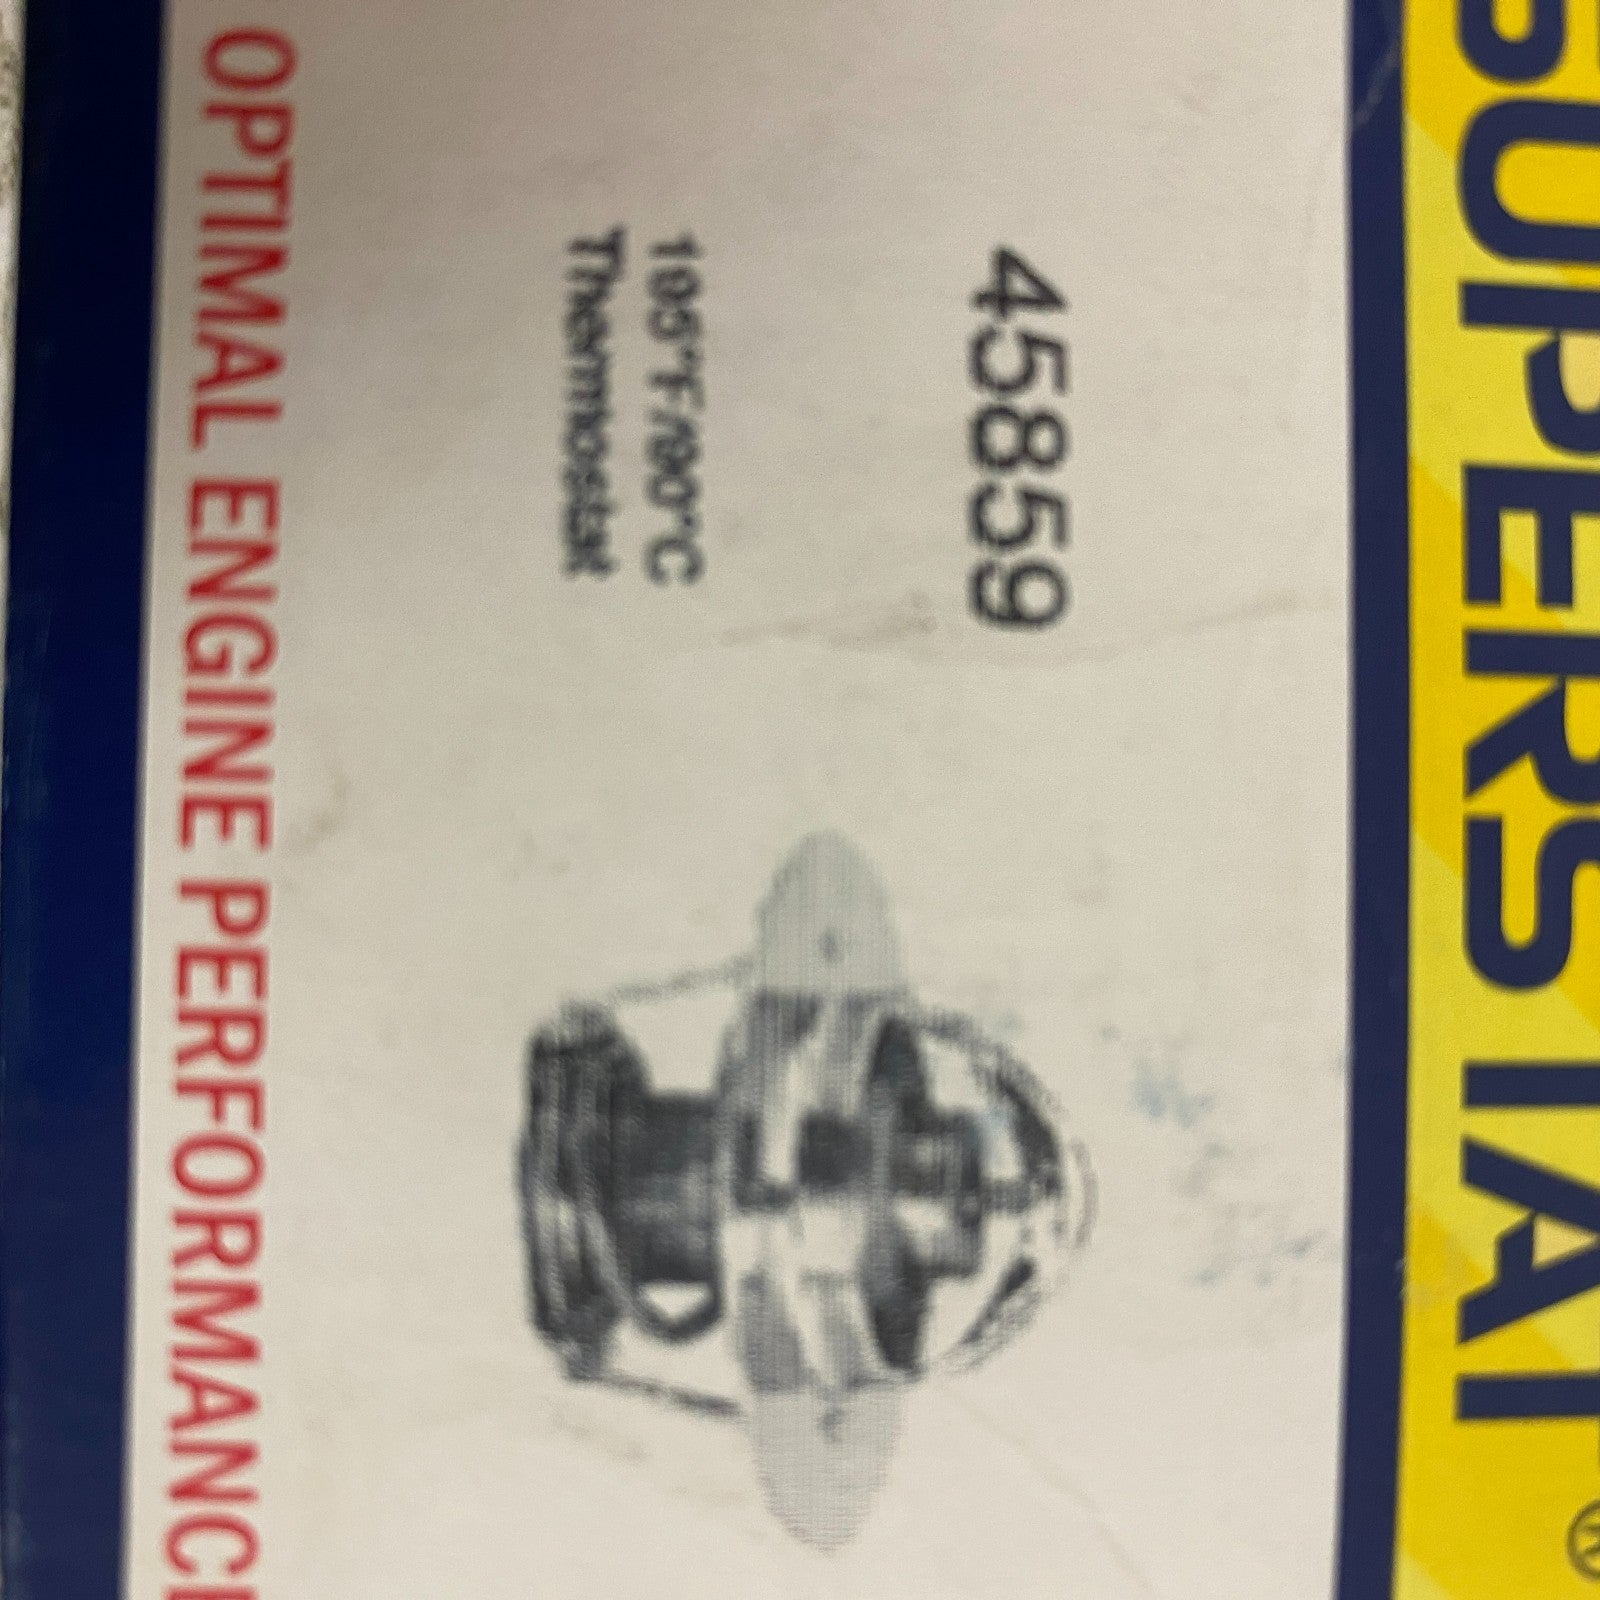 SUPERSTAT®
45859
195°F/90°C
Thermostat
OPTIMAL ENGINE PERFORMANC